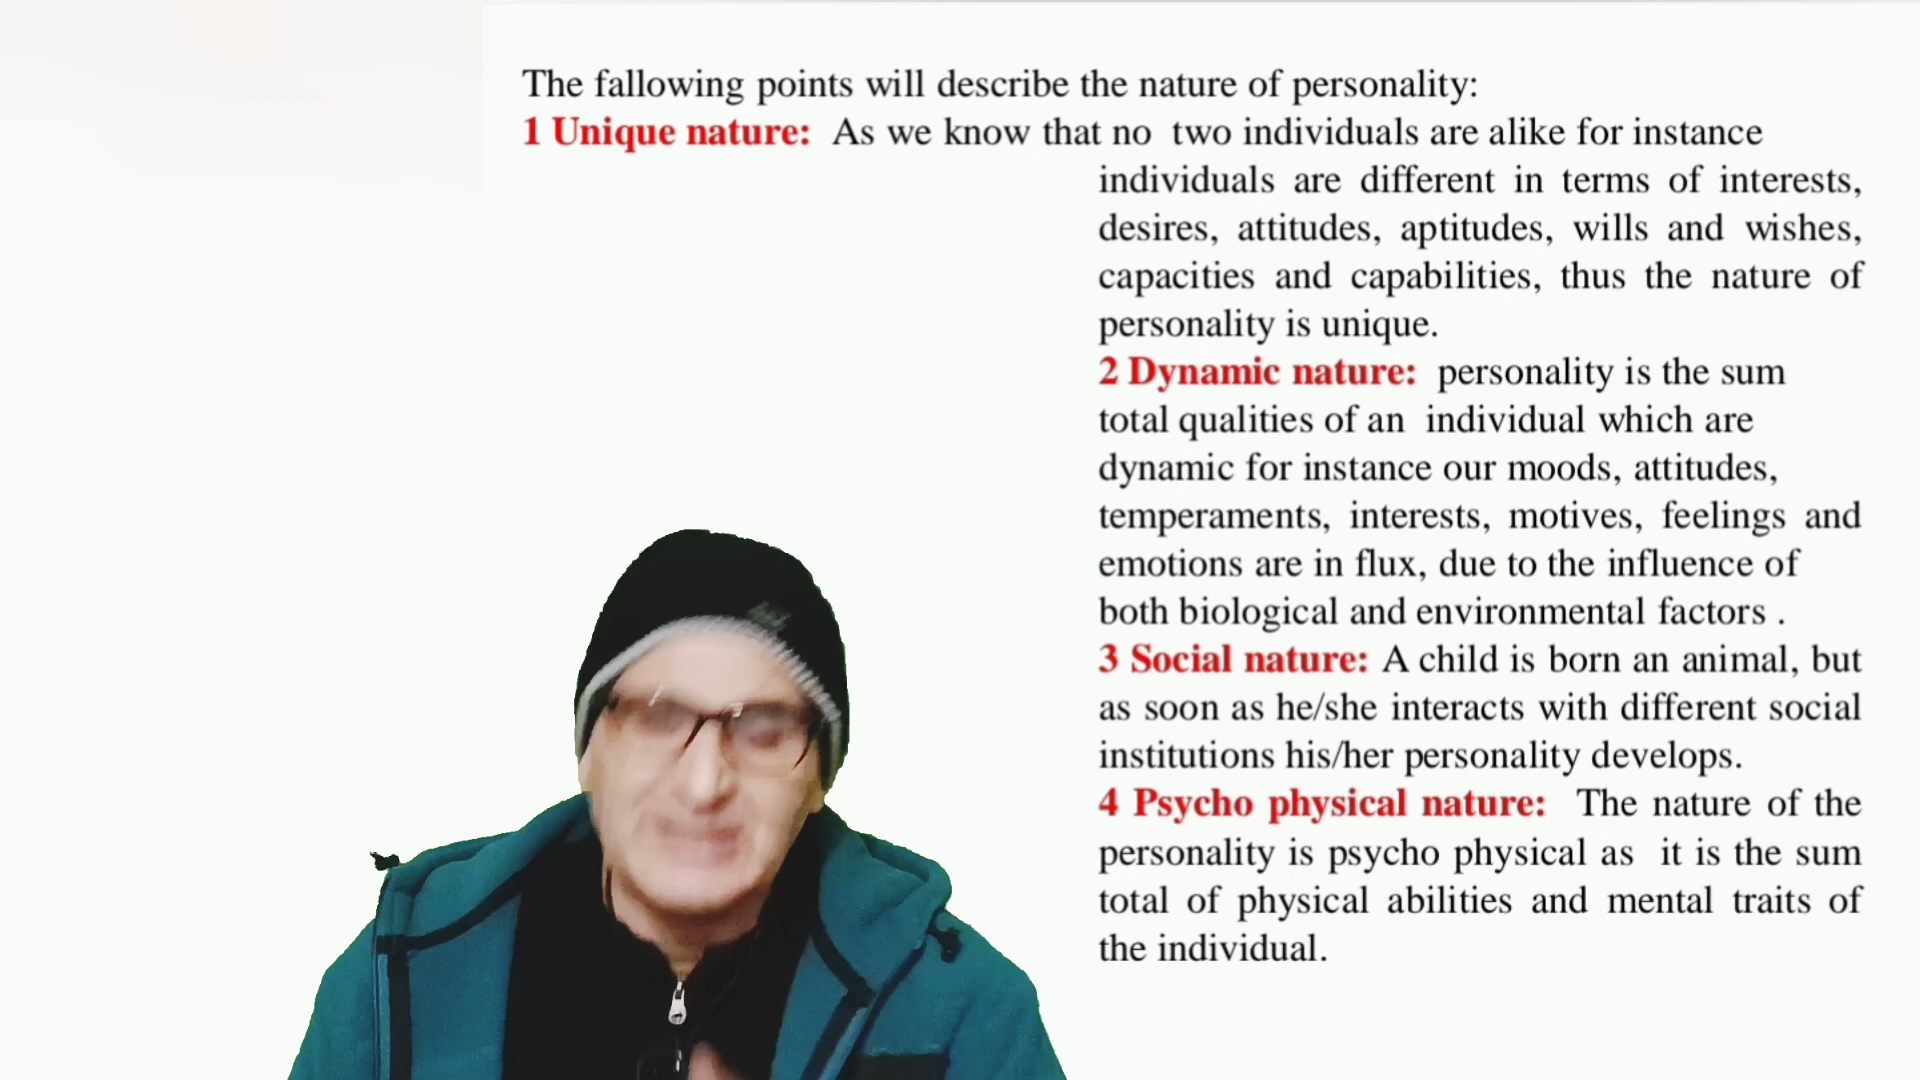 The fallowing points will describe the nature of personality:
1 Unique nature: As we know that no two individuals are alike for instance
individuals are different in terms of interests,
desires, attitudes, aptitudes, wills and wishes,
capacities and capabilities, thus the nature of
personality is unique.
2 Dynamic nature: personality is the sum
total qualities of an individual which are
dynamic for instance our moods, attitudes,
temperaments, interests, motives, feelings and
emotions are in flux, due to the influence of
both biological and environmental factors .
3 Social nature: A child is born an animal, but
as soon as he/she interacts with different social
institutions his/her personality develops.
4 Psycho physical nature: The nature of the
personality is psycho physical as it is the sum
total of physical abilities and mental traits of
the individual.